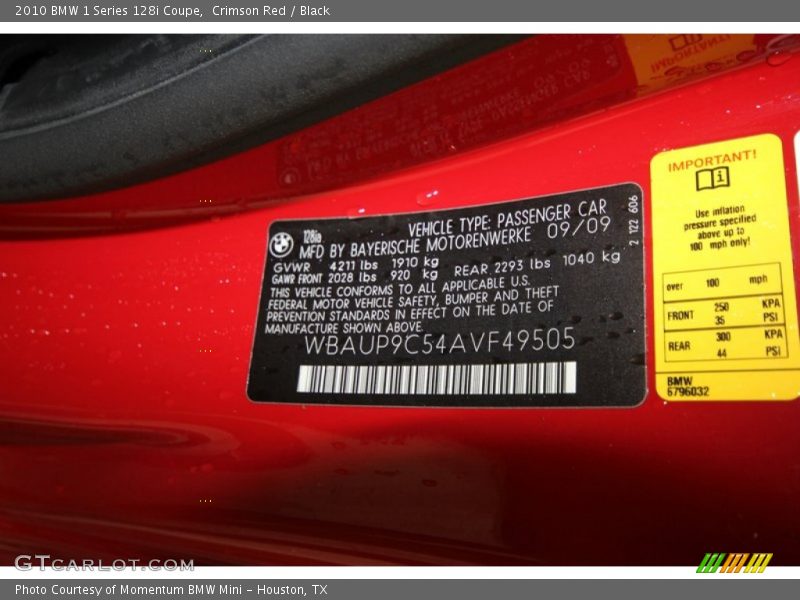 2010 BMW 1 Series 128i Coupe, Crimson Red / Black
128ia
VEHICLE TYPE: PASSENGER CAR
MFD BY BAYERISCHE MOTORENWERKE 09/09
GVWR 4211 lbs 1910 kg
GAWR FRONT 2028 lbs 920 kg REAR 2293 lbs 1040 kg
THIS VEHICLE CONFORMS TO ALL APPLICABLE U.S.
FEDERAL MOTOR VEHICLE SAFETY, BUMPER AND THEFT
PREVENTION STANDARDS IN EFFECT ON THE DATE OF
MANUFACTURE SHOWN ABOVE.
WBAUP9C54AVF49505
2 122 606
IMPORTANT!
Use inflation
pressure specified
above up to
100 mph only!
over 100 mph
FRONT 250 KPA
35 PSI
REAR 300 KPA
44 PSI
BMW
6796032
GTCARLOT.COM
Photo Courtesy of Momentum BMW Mini – Houston, TX